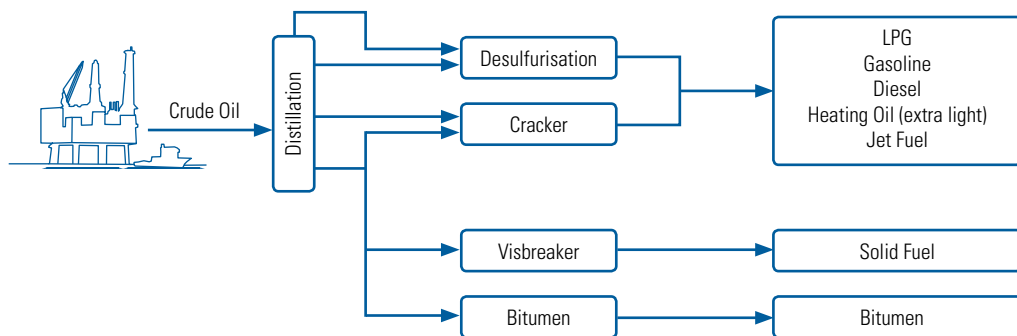 Crude Oil
Distillation
Desulfurisation
Cracker
Visbreaker
Bitumen
LPG
Gasoline
Diesel
Heating Oil (extra light)
Jet Fuel
Solid Fuel
Bitumen